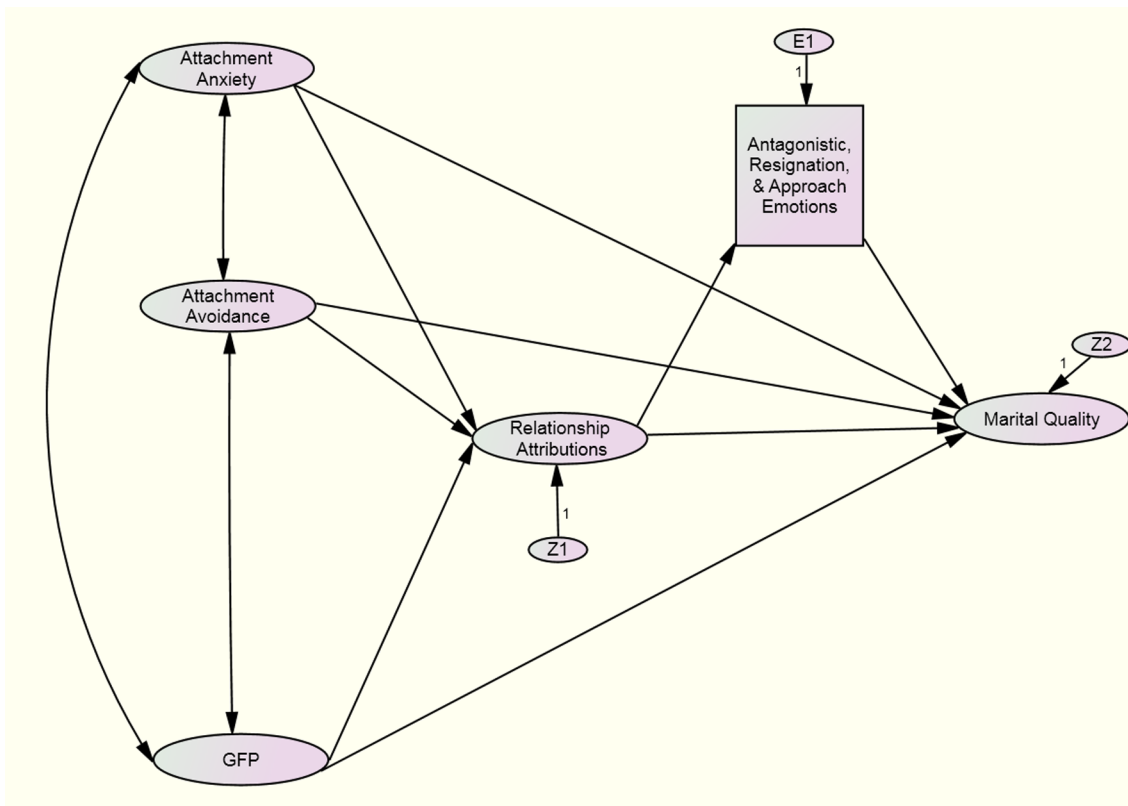 Attachment
Anxiety
E1
1
Antagonistic,
Resignation,
& Approach
Emotions
Attachment
Avoidance
Z2
1
Marital Quality
Relationship
Attributions
1
Z1
GFP